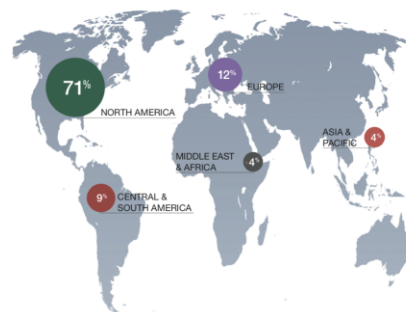 71%
NORTH AMERICA
12%
EUROPE
ASIA &
PACIFIC
4%
MIDDLE EAST
& AFRICA
4%
9%
CENTRAL &
SOUTH AMERICA